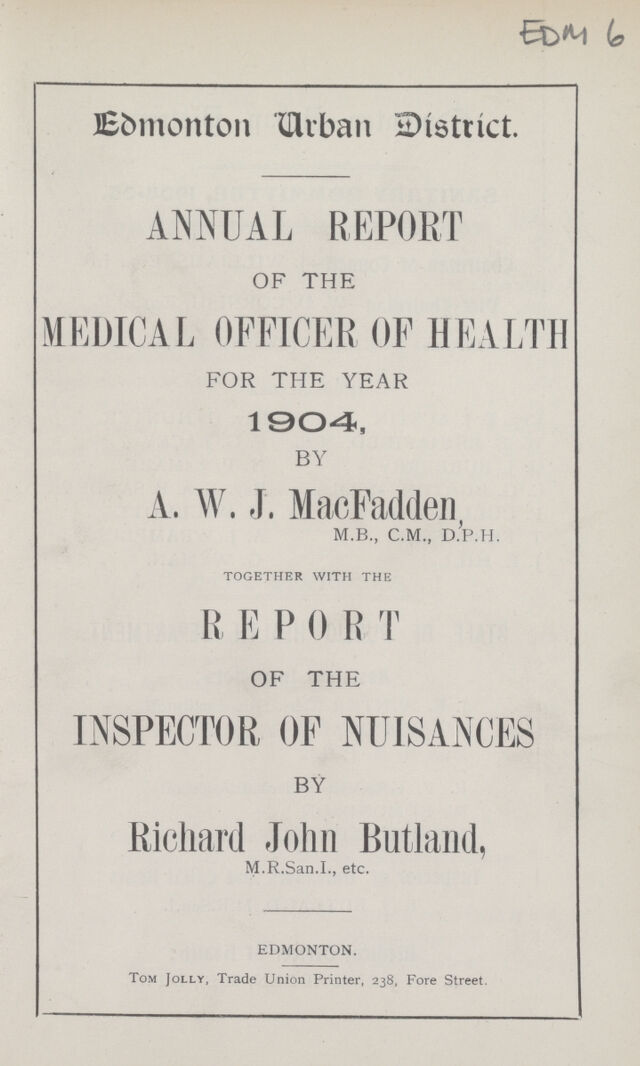 EDM 6
Edmonton Urban District.
ANNUAL REPORT
OF THE
MEDICAL OFFICER OF HEALTH
FOR THE YEAR
1904,
BY
A. W. J. MacFadden,
M.B., C.M., D.P.H.
TOGETHER WITH THE
REPORT
OF THE
INSPECTOR OF NUISANCES
BY
Richard John Butland,
M.R.San.I., etc.
EDMONTON.
TOM JOLLY, Trade Union Printer, 238, Fore Street.